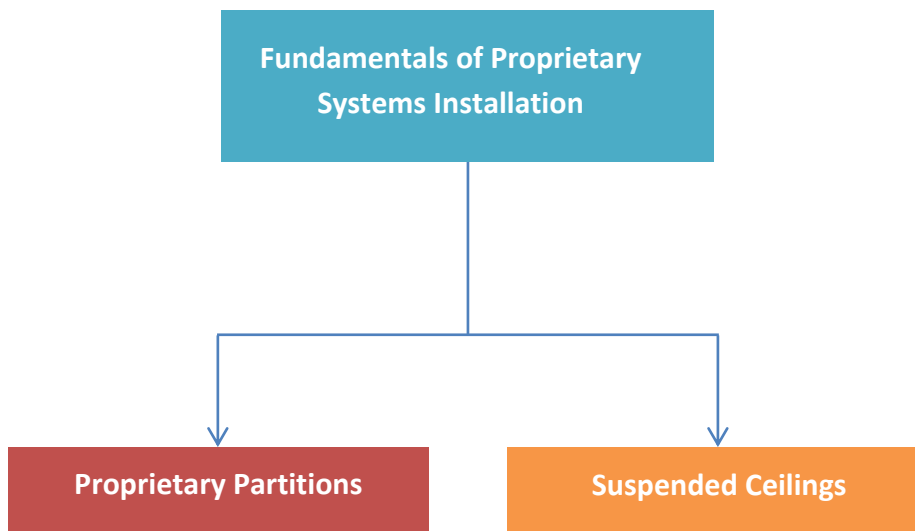 Fundamentals of Proprietary
Systems Installation
Proprietary Partitions
Suspended Ceilings